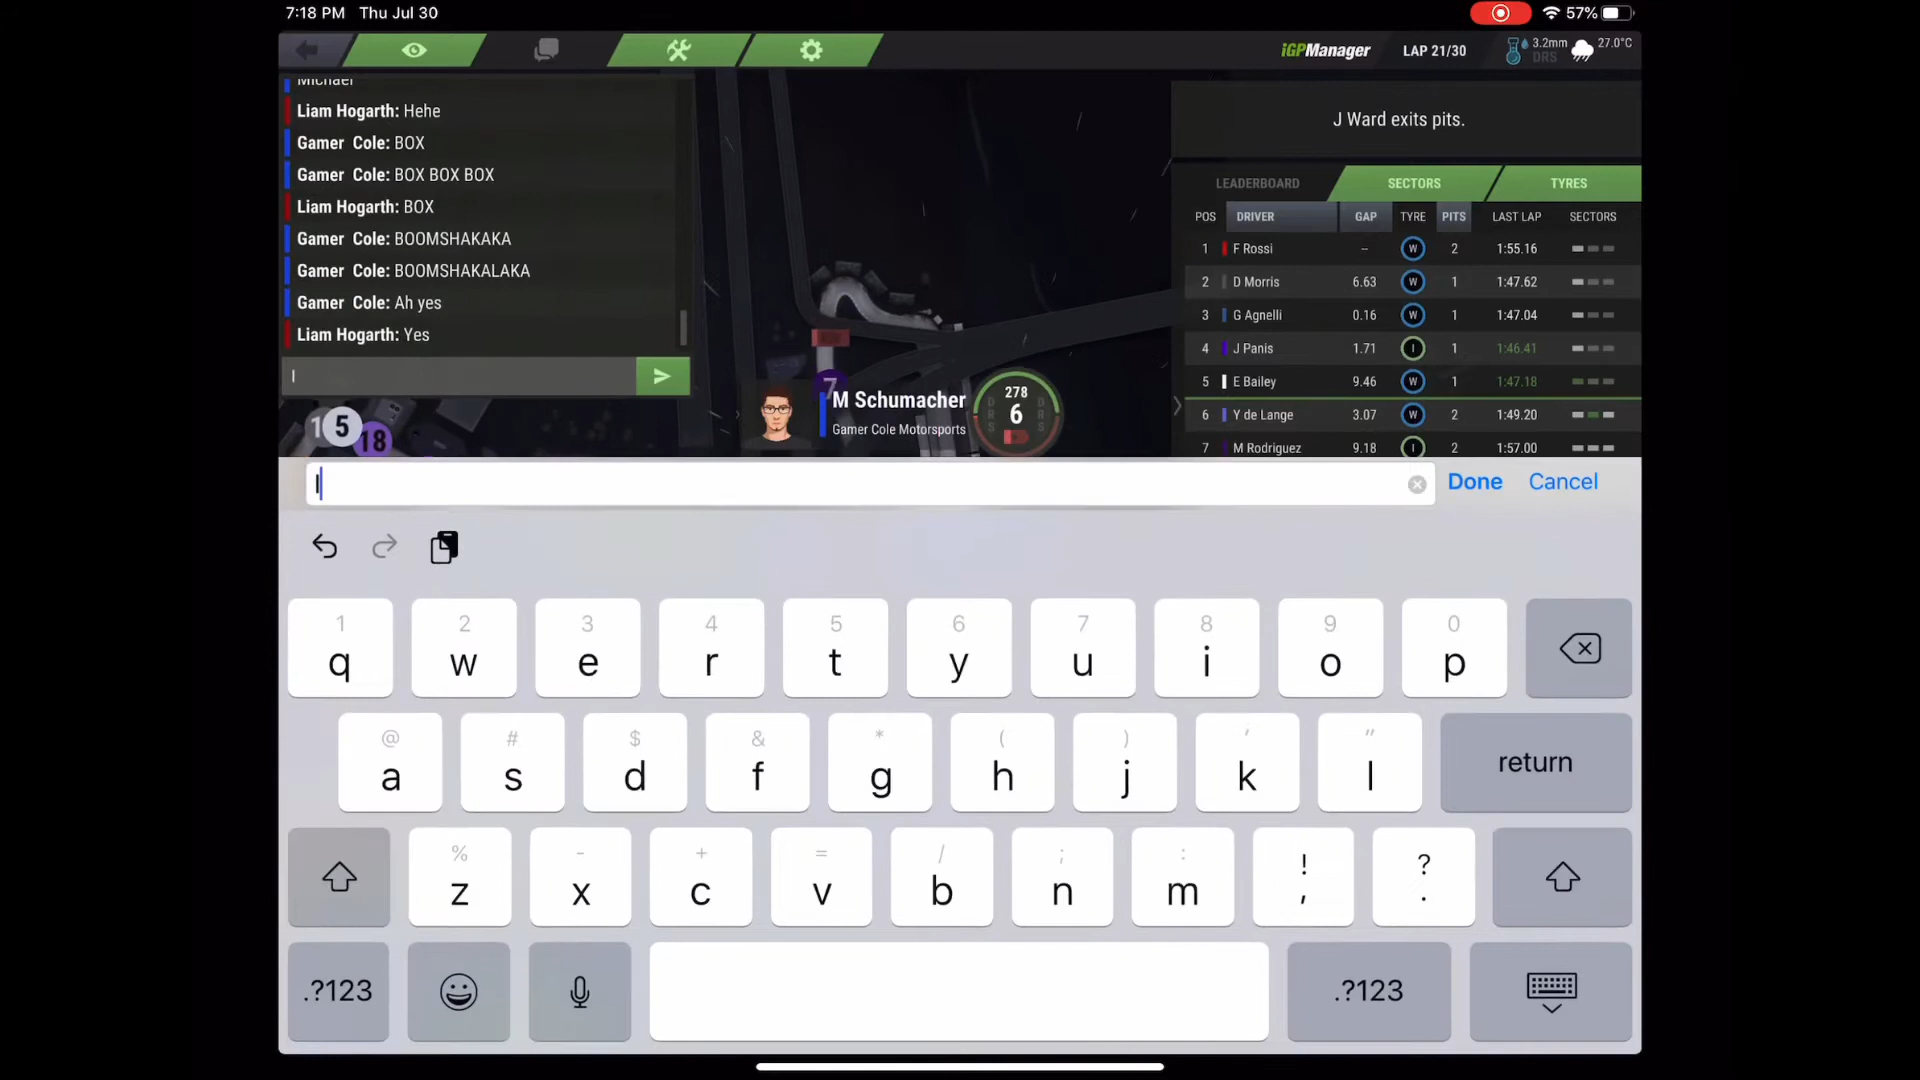 7:18 PM Thu Jul 30
57%
iGPManager
LAP 21/30
3.2mm
DRS
27.0°C
Michael
Liam Hogarth: Hehe
Gamer Cole: BOX
Gamer Cole: BOX BOX BOX
Liam Hogarth: BOX
Gamer Cole: BOOMSHAKAKA
Gamer Cole: BOOMSHAKALAKA
Gamer Cole: Ah yes
Liam Hogarth: Yes
I
5
18
7
M Schumacher
Gamer Cole Motorsports
278
6
DRS
DRS
J Ward exits pits.
LEADERBOARD SECTORS TYRES
POS DRIVER GAP TYRE PITS LAST LAP SECTORS
1 F Rossi – W 2 1:55.16
2 D Morris 6.63 W 1 1:47.62
3 G Agnelli 0.16 W 1 1:47.04
4 J Panis 1.71 I 1 1:46.41
5 E Bailey 9.46 W 1 1:47.18
6 Y de Lange 3.07 W 2 1:49.20
7 M Rodriguez 9.18 I 2 1:57.00
I
Done Cancel
1 2 3 4 5 6 7 8 9 0
q w e r t y u i o p
@ # $ & * ( ) ' "
a s d f g h j k l return
% - + = / ; : ! ?
z x c v b n m , .
.?123 .?123